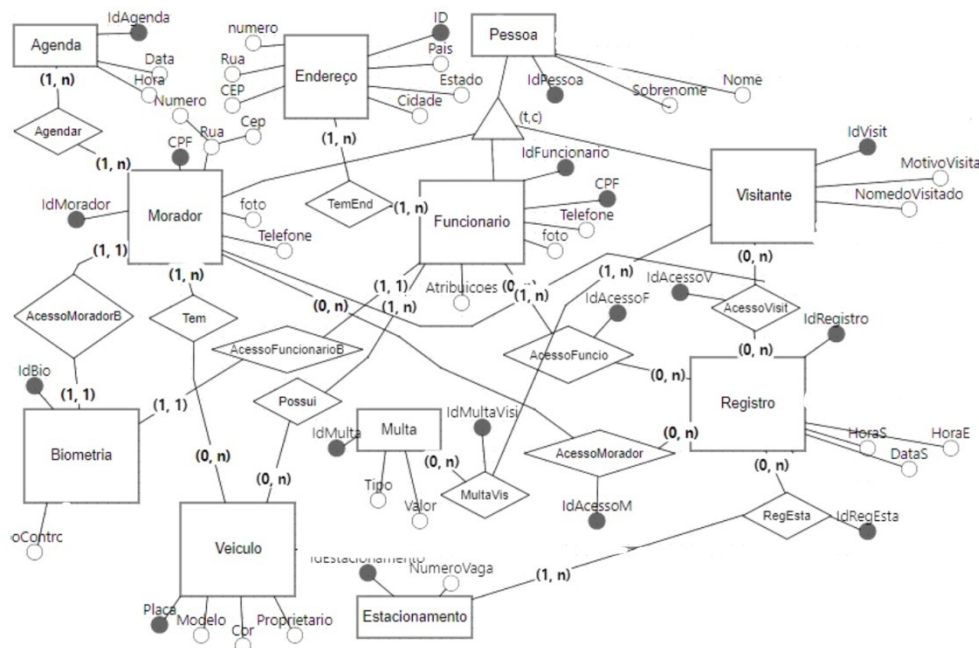 IdAgenda
Agenda
(1, n)
Data
Hora
Agendar
(1, n)
numero
ID
Pais
Rua
Endereço
Estado
CEP
Cidade
(1, n)
TemEnd
(1, n)
Pessoa
IdPessoa
Sobrenome
Nome
(t,c)
Numero
Rua
Cep
CPF
IdMorador
Morador
foto
Telefone
(1, 1)
(1, n)
(0, n)
IdFuncionario
CPF
Funcionario
Telefone
foto
Atribuicoes
(1, 1)
(1, n)
IdVisit
MotivoVisita
Visitante
NomedoVisitado
(0, n)
(1, n)
(1, n)
AcessoMoradorB
Tem
AcessoFuncionarioB
IdAcessoF
IdAcessoV
AcessoVisit
AcessoFuncio
(0, n)
(0, n)
IdRegistro
Registro
HoraS
HoraE
DataS
(0, n)
(0, n)
IdBio
(1, 1)
(1, 1)
Biometria
oContrc
Possui
(0, n)
(0, n)
IdMulta
Multa
Tipo
Valor
(0, n)
IdMultaVisi
MultaVis
AcessoMorador
IdAcessoM
RegEsta
IdRegEsta
Veiculo
Placa
Modelo
Cor
Proprietario
NumeroVaga
Estacionamento
(1, n)